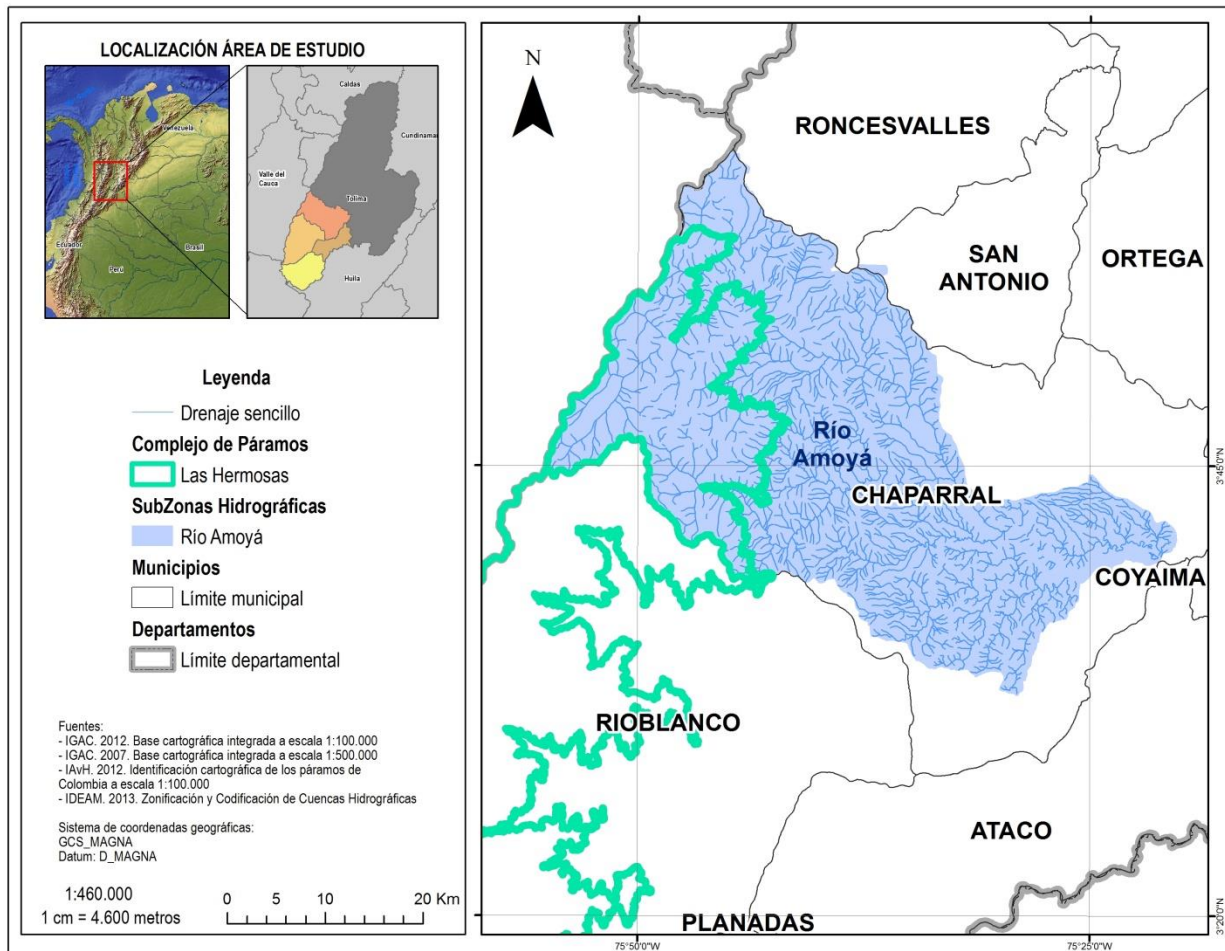 LOCALIZACIÓN ÁREA DE ESTUDIO
Venezuela
Ecuador
Perú
Brasil
Caldas
Cundinamar
Valle del
Cauca
Tolima
Huila
Leyenda
Drenaje sencillo
Complejo de Páramos
Las Hermosas
SubZonas Hidrográficas
Río Amoyá
Municipios
Límite municipal
Departamentos
Límite departamental
Fuentes:
- IGAC. 2012. Base cartográfica integrada a escala 1:100.000
- IGAC. 2007. Base cartográfica integrada a escala 1:500.000
- IAvH. 2012. Identificación cartográfica de los páramos de
Colombia a escala 1:100.000
- IDEAM. 2013. Zonificación y Codificación de Cuencas Hidrográficas
Sistema de coordenadas geográficas:
GCS_MAGNA
Datum: D_MAGNA
1:460.000
1 cm = 4.600 metros
0 5 10 20 Km
N
RONCESVALLES
SAN
ANTONIO
ORTEGA
Río
Amoyá
CHAPARRAL
COYAIMA
RIOBLANCO
ATACO
PLANADAS
3°45'0"N
3°20'0"N
75°50'0"W
75°25'0"W